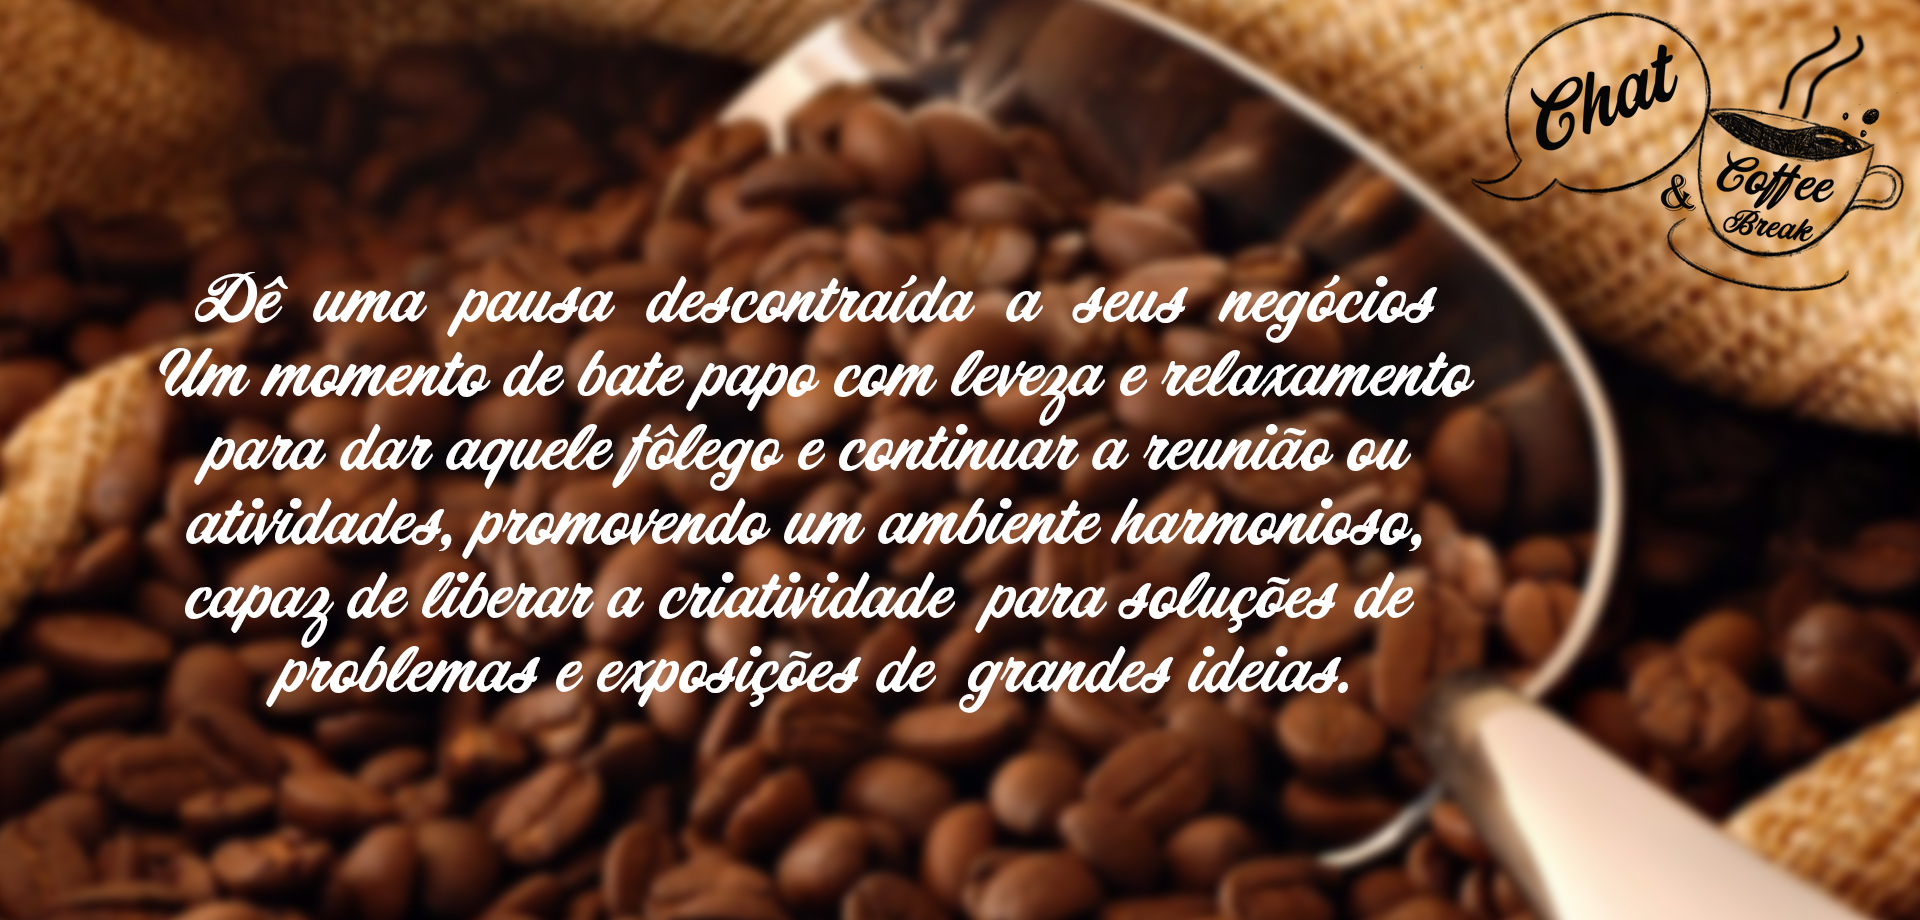 Chat
& Coffee
Break
Dê uma pausa descontraída a seus negócios
Um momento de bate papo com leveza e relaxamento
para dar aquele fôlego e continuar a reunião ou
atividades, promovendo um ambiente harmonioso,
capaz de liberar a criatividade para soluções de
problemas e exposições de grandes ideias.